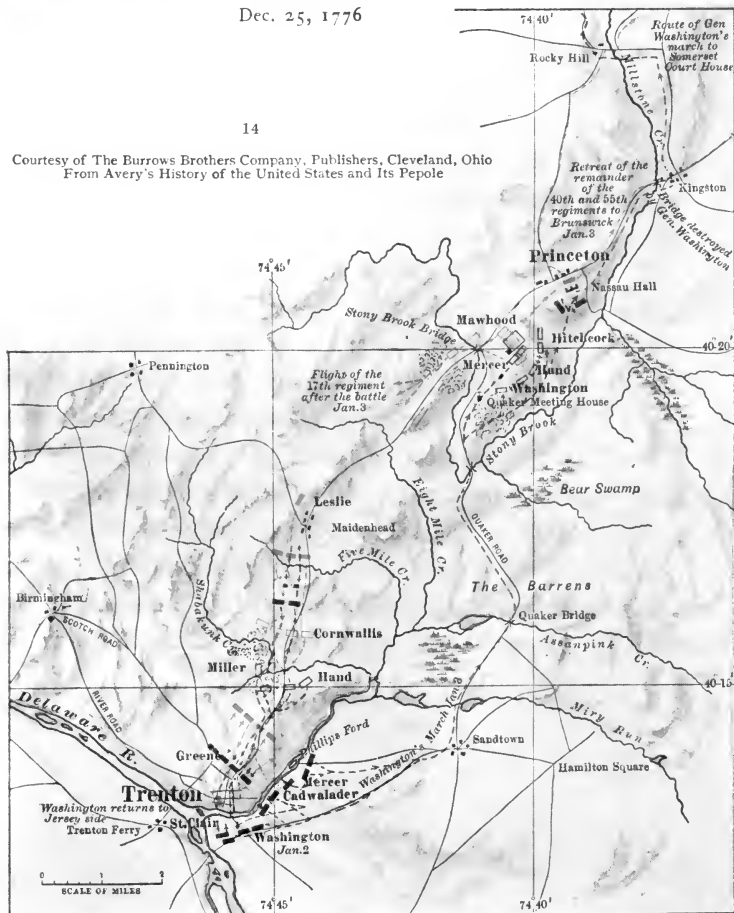 Dec. 25, 1776
14
Courtesy of The Burrows Brothers Company, Publishers, Cleveland, Ohio
From Avery's History of the United States and Its Pepole
74°40'
Route of Gen
Washington's
march to
Somerset
Court House
Rocky Hill
Millstone Cr.
Retreat of the
remainder
of the
40th and 55th
regiments to
Brunswick
Jan.3
Kingston
Bridge destroyed
by Gen. Washington
Princeton
Nassau Hall
74°45'
Stony Brook Bridge
Mawhood
Hitchcock
40°20'
Mercer
Hand
Pennington
Flight of the
17th regiment
after the battle
Jan.3
Washington
Quaker Meeting House
Stony Brook
Bear Swamp
Leslie
Maidenhead
Eight Mile Cr.
QUAKER ROAD
Five Mile Cr.
The Barrens
Birmingham
SCOTCH ROAD
Shabakunk Cr.
Quaker Bridge
Cornwallis
Assanpink Cr.
Miller
Hand
40°15'
RIVER ROAD
Delaware R.
Miry Run
Phillips Ford
Greene
Washington's March Jan. 2
Sandtown
Hamilton Square
Trenton
Mercer
Cadwalader
Washington returns to
Jersey side
St.Clair
Trenton Ferry
Washington
Jan.2
0 2
SCALE OF MILES
74°45'
74°40'